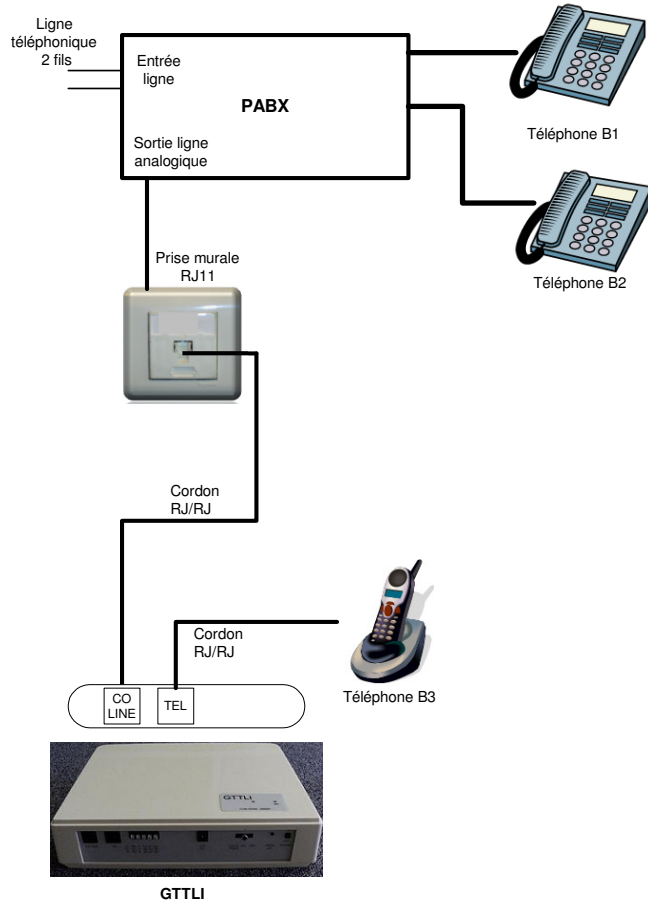 Ligne
téléphonique
2 fils
Entrée
ligne
PABX
Sortie ligne
analogique
Téléphone B1
Téléphone B2
Prise murale
RJ11
Cordon
RJ/RJ
Cordon
RJ/RJ
CO
LINE
TEL
Téléphone B3
GTTLI
GTTLI